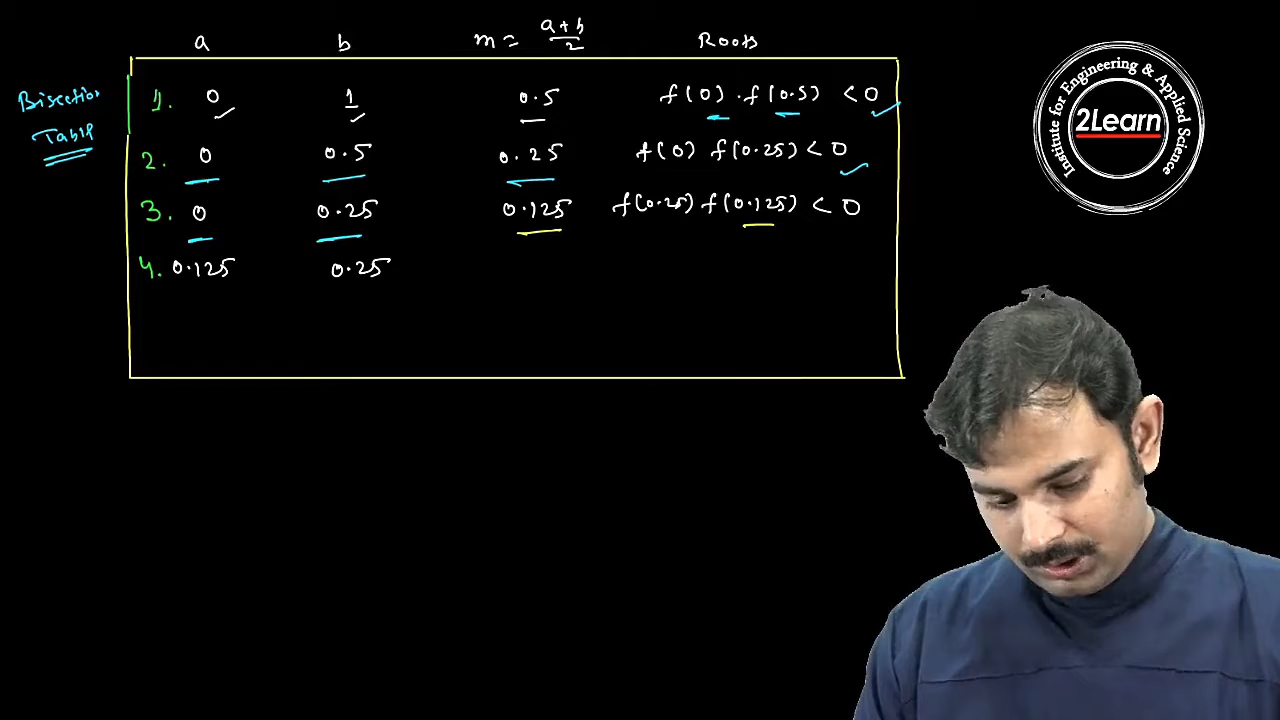 a b m = a+b/2 Roots
Bisection
Table
1. 0 1 0.5 f(0) . f(0.5) < 0
2. 0 0.5 0.25 f(0) f(0.25) < 0
3. 0 0.25 0.125 f(0.25) f(0.125) < 0
4. 0.125 0.25
Institute for Engineering & Applied Science
2Learn